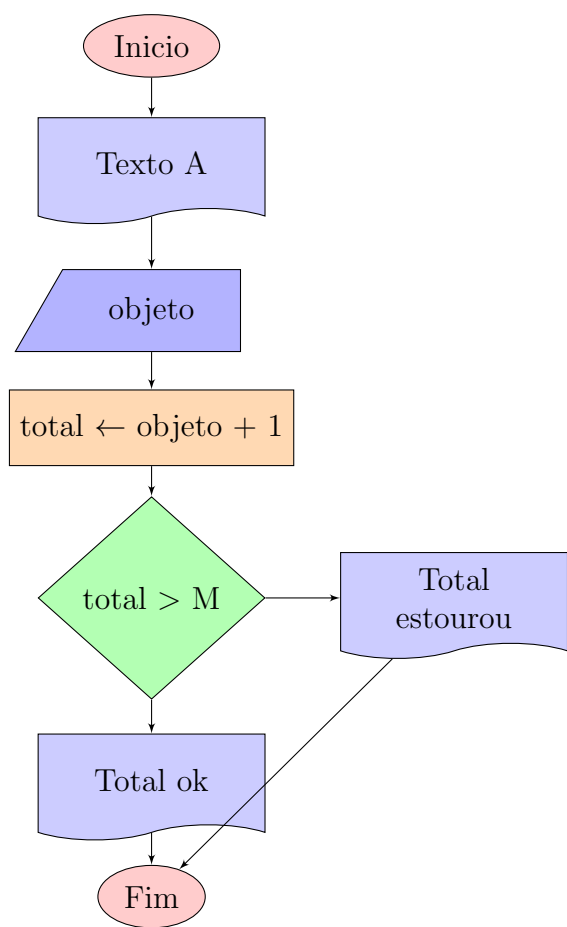 Inicio
Texto A
objeto
total ← objeto + 1
total > M
Total
estourou
Total ok
Fim